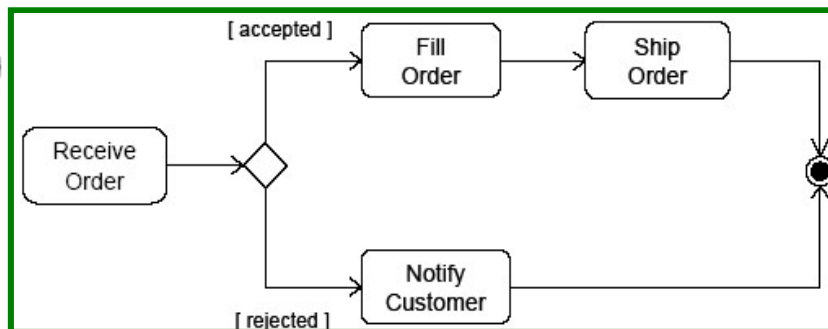 [ accepted ]
Fill
Order
Ship
Order
Receive
Order
Notify
Customer
[ rejected ]